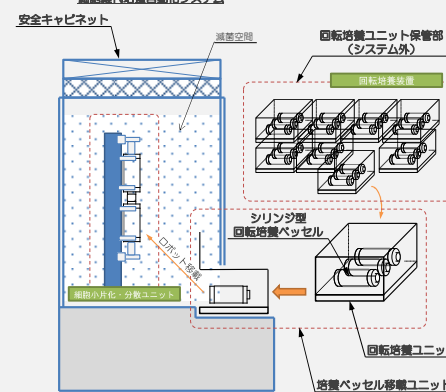 安全キャビネット
滅菌空間
回転培養ユニット保管部
(システム外)
回転培養装置
シリンジ型
回転培養ベッセル
ロボット移載
細胞小片化・分散ユニット
回転培養ユニッ
培養ベッセル移載ユニット